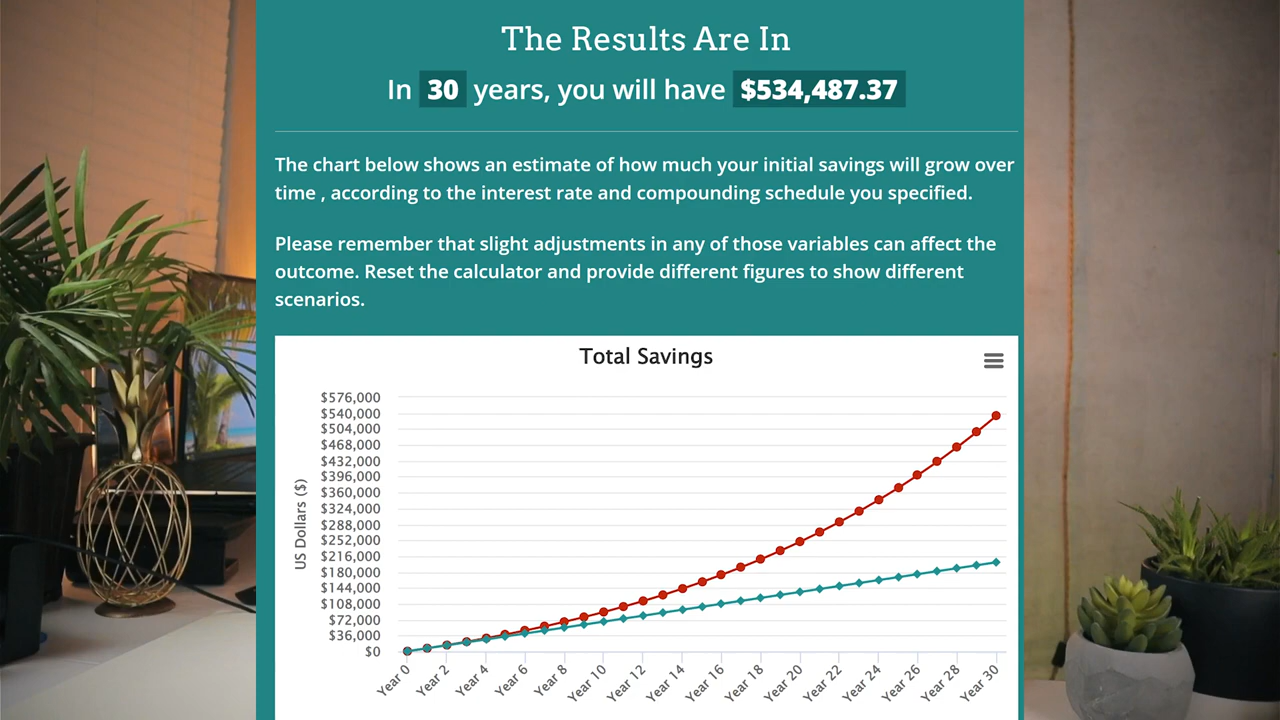 The Results Are In
In 30 years, you will have $534,487.37
The chart below shows an estimate of how much your initial savings will grow over
time , according to the interest rate and compounding schedule you specified.
Please remember that slight adjustments in any of those variables can affect the
outcome. Reset the calculator and provide different figures to show different
scenarios.
Total Savings
US Dollars ($)
$576,000
$540,000
$504,000
$468,000
$432,000
$396,000
$360,000
$324,000
$288,000
$252,000
$216,000
$180,000
$144,000
$108,000
$72,000
$36,000
$0
Year 0
Year 2
Year 4
Year 6
Year 8
Year 10
Year 12
Year 14
Year 16
Year 18
Year 20
Year 22
Year 24
Year 26
Year 28
Year 30